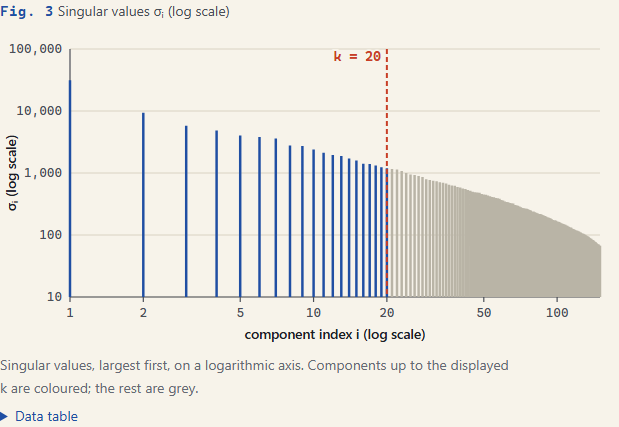 Fig. 3 Singular values σᵢ (log scale)
100,000
10,000
1,000
100
10
σᵢ (log scale)
k = 20
1 2 5 10 20 50 100
component index i (log scale)
Singular values, largest first, on a logarithmic axis. Components up to the displayed
k are coloured; the rest are grey.
▶ Data table